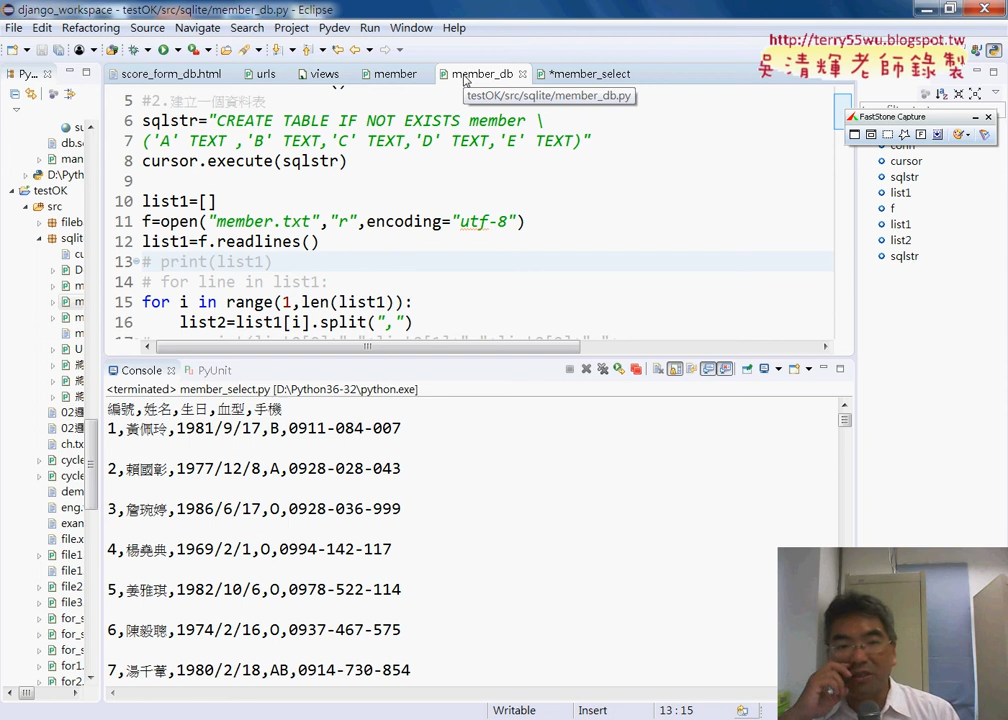 django_workspace - testOK/src/sqlite/member_db.py - Eclipse
File Edit Refactoring Source Navigate Search Project Pydev Run Window Help
http://terry55wu.blogspot.tw
吳清輝老師錄製
Py...
score_form_db.html
urls
views
member
member_db
*member_select
testOK/src/sqlite/member_db.py
FastStone Capture
5 #2.建立一個資料表
6 sqlstr="CREATE TABLE IF NOT EXISTS member \
7 ('A' TEXT ,'B' TEXT,'C' TEXT,'D' TEXT,'E' TEXT)"
8 cursor.execute(sqlstr)
9
10 list1=[]
11 f=open("member.txt","r",encoding="utf-8")
12 list1=f.readlines()
13 # print(list1)
14 # for line in list1:
15 for i in range(1,len(list1)):
16 list2=list1[i].split(",")
su
db.s
man
D:\Pyth
testOK
src
fileb
sqlit
cu
D
m
m
m
m
U
將
將
將
02遊
02遊
ch.tx
cycle
cycle
dem
eng.
exan
file.x
file1
file1
file2
file3
for_s
for_s
for_s
for1.
for2.
conn
cursor
sqlstr
list1
f
list1
list2
sqlstr
Console
PyUnit
<terminated> member_select.py [D:\Python36-32\python.exe]
編號,姓名,生日,血型,手機
1,黃佩玲,1981/9/17,B,0911-084-007
2,賴國彰,1977/12/8,A,0928-028-043
3,詹琬婷,1986/6/17,O,0928-036-999
4,楊堯典,1969/2/1,O,0994-142-117
5,姜雅琪,1982/10/6,O,0978-522-114
6,陳毅聰,1974/2/16,O,0937-467-575
7,湯千葦,1980/2/18,AB,0914-730-854
Writable
Insert
13:15